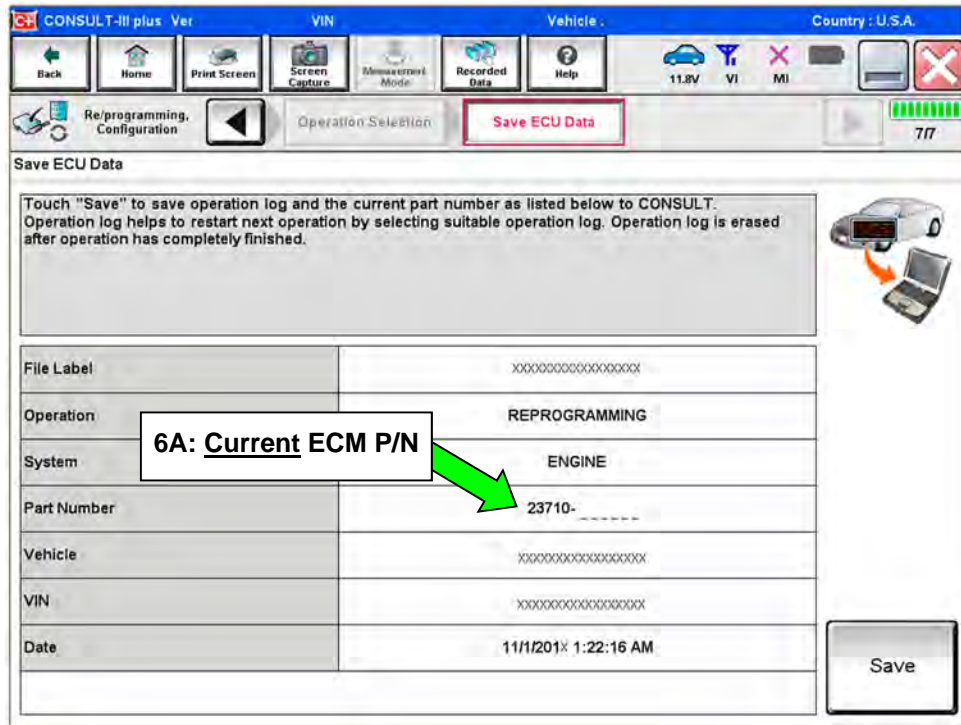 C+ CONSULT-III plus Ver VIN Vehicle : Country : U.S.A.
Back Home Print Screen Screen Capture Measurement Mode Recorded Data Help 11.8V VI MI
Re/programming, Configuration Operation Selection Save ECU Data 7/7
Save ECU Data
Touch "Save" to save operation log and the current part number as listed below to CONSULT.
Operation log helps to restart next operation by selecting suitable operation log. Operation log is erased
after operation has completely finished.
File Label XXXXXXXXXXXXXXXXX
Operation REPROGRAMMING
6A: Current ECM P/N
System ENGINE
Part Number 23710-______
Vehicle XXXXXXXXXXXXXXXXX
VIN XXXXXXXXXXXXXXXXX
Date 11/1/201X 1:22:16 AM
Save